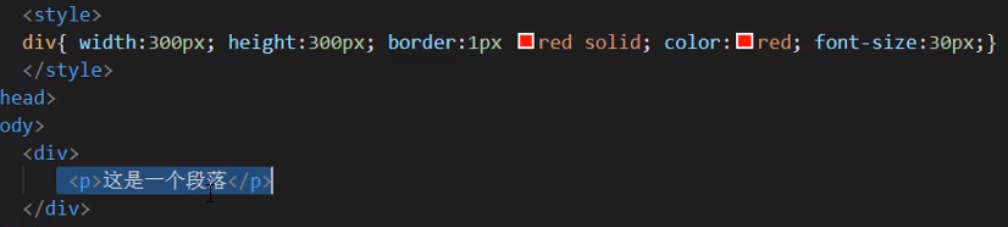 <style>
div{ width:300px; height:300px; border:1px red solid; color:red; font-size:30px;}
</style>
head>
ody>
<div>
<p>这是一个段落</p>
</div>